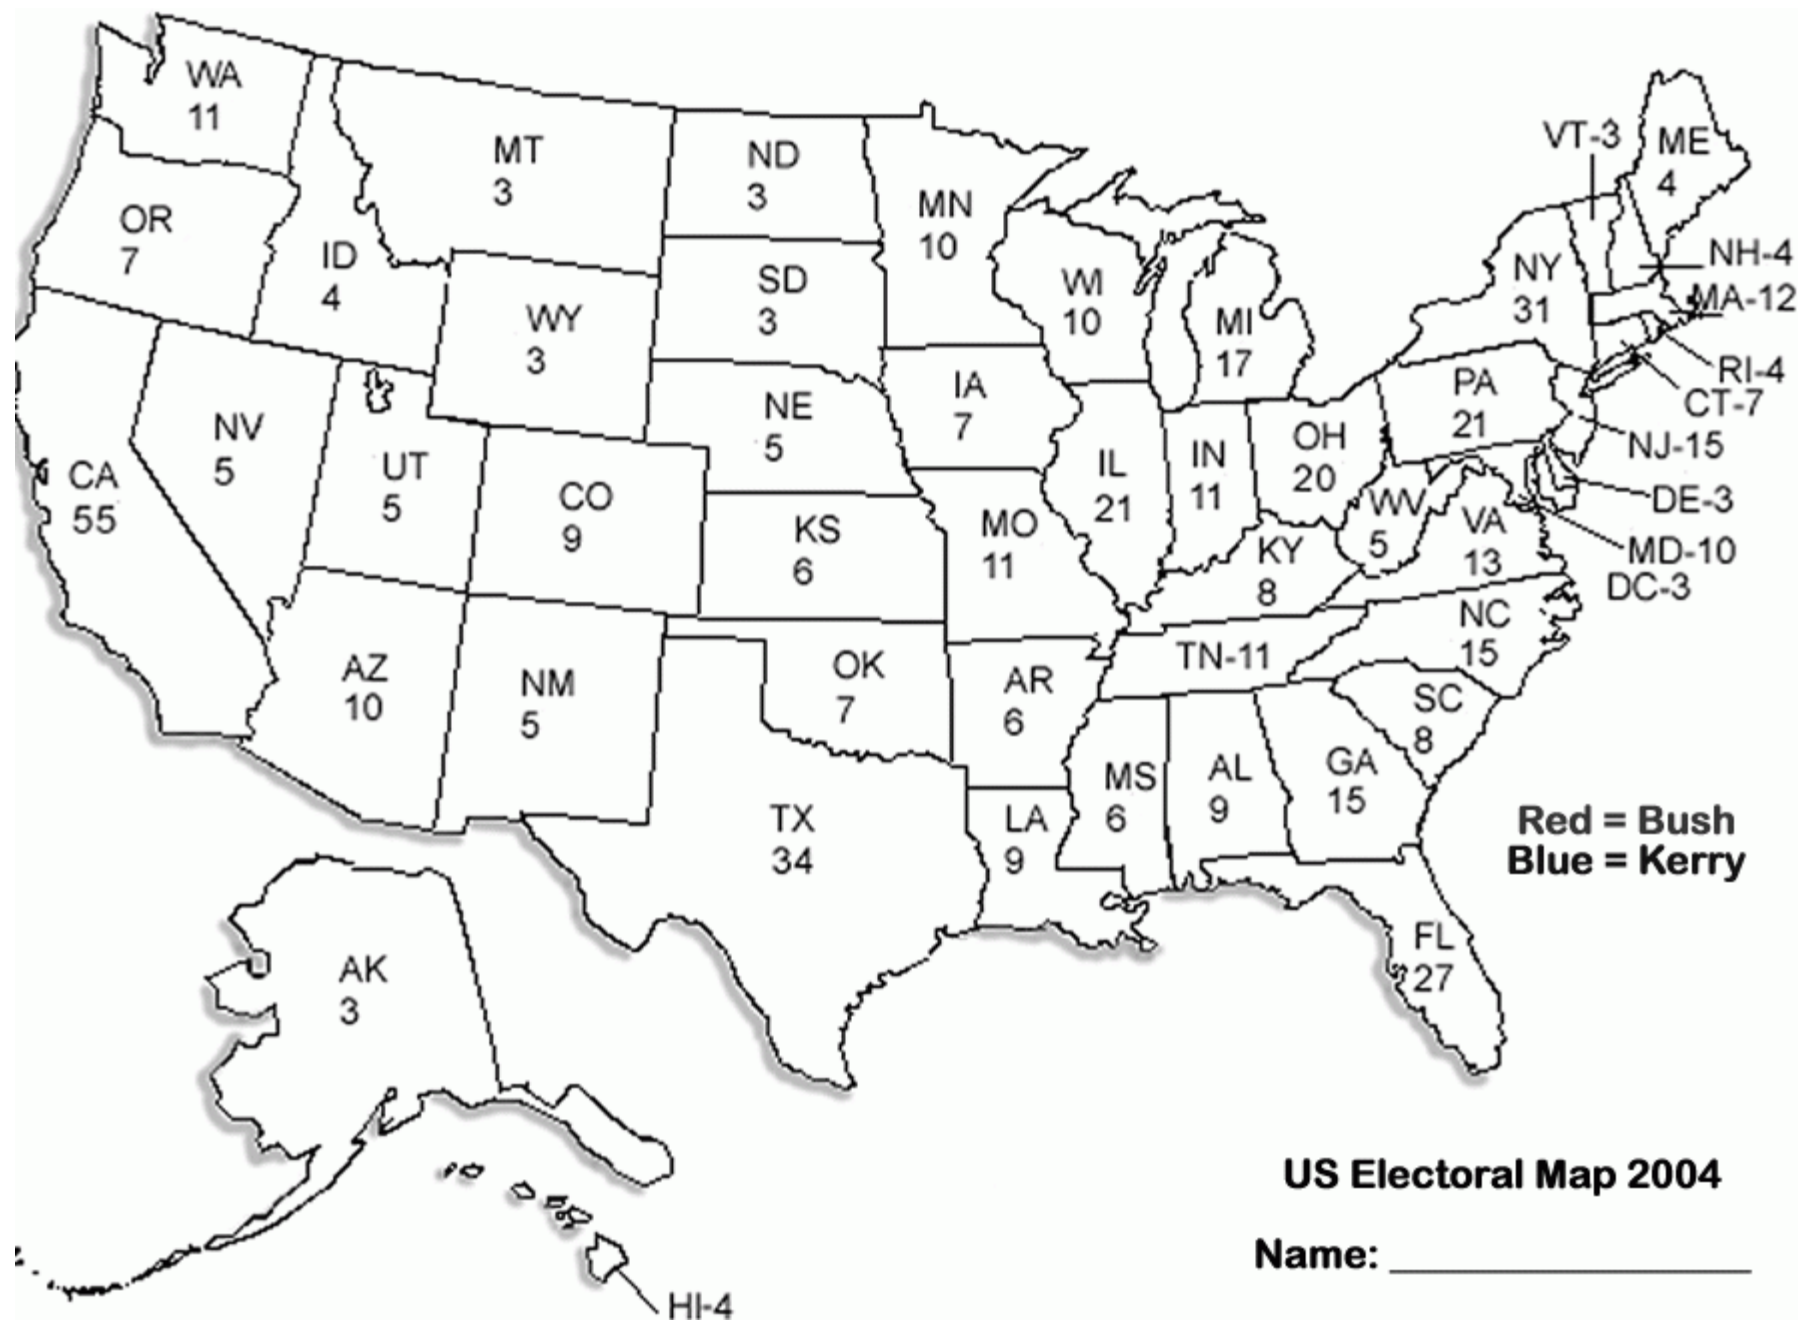 WA
11
OR
7
CA
55
ID
4
NV
5
MT
3
WY
3
UT
5
AZ
10
CO
9
NM
5
ND
3
SD
3
NE
5
KS
6
OK
7
TX
34
MN
10
IA
7
MO
11
AR
6
LA
9
WI
10
IL
21
MI
17
IN
11
OH
20
KY
8
TN-11
MS
6
AL
9
GA
15
FL
27
SC
8
NC
15
VA
13
WV
5
PA
21
NY
31
VT-3
ME
4
NH-4
MA-12
RI-4
CT-7
NJ-15
DE-3
MD-10
DC-3
AK
3
HI-4
Red = Bush
Blue = Kerry
US Electoral Map 2004
Name: ____________________